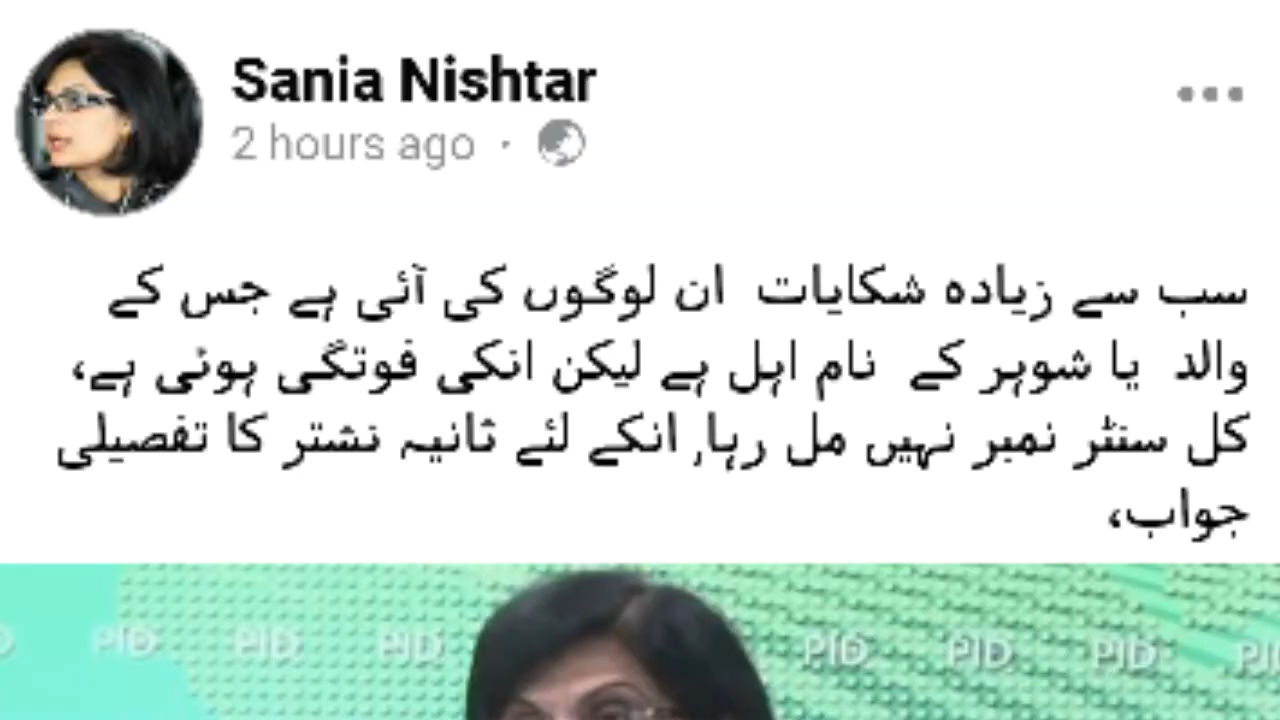 Sania Nishtar
2 hours ago ·
سب سے زیادہ شکایات ان لوگوں کی آئی ہے جس کے
والد یا شوہر کے نام اہل ہے لیکن انکی فوتگی ہوئی ہے،
کل سنٹر نمبر نہیں مل رہا, انکے لئے ثانیہ نشتر کا تفصیلی
جواب،
PID PID PID PID PID PID